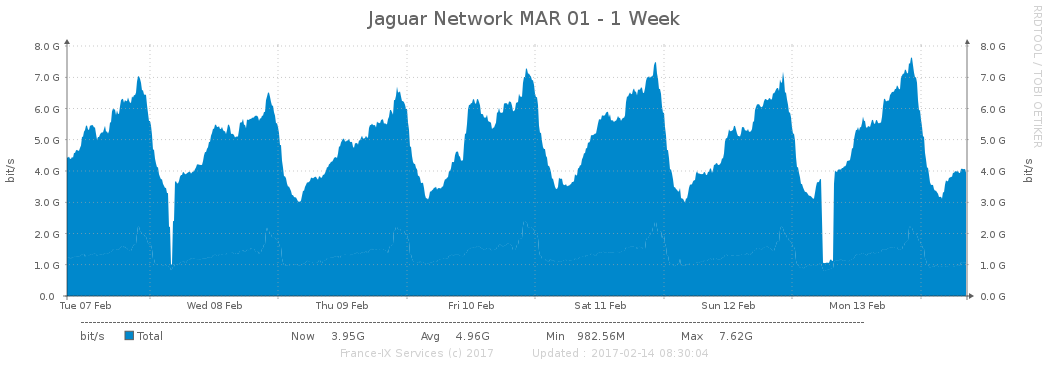 Jaguar Network MAR 01 - 1 Week
RRDTOOL / TOBI OETIKER
8.0 G 8.0 G
7.0 G 7.0 G
6.0 G 6.0 G
5.0 G 5.0 G
4.0 G 4.0 G
3.0 G 3.0 G
2.0 G 2.0 G
1.0 G 1.0 G
0.0 0.0 G
bit/s bit/s
Tue 07 Feb Wed 08 Feb Thu 09 Feb Fri 10 Feb Sat 11 Feb Sun 12 Feb Mon 13 Feb
bit/s Total Now 3.95G Avg 4.96G Min 982.56M Max 7.62G
France-IX Services (c) 2017 Updated : 2017-02-14 08:30:04